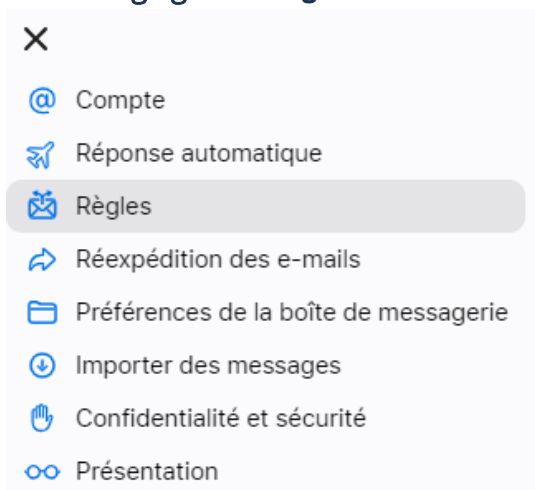 Compte
Réponse automatique
Règles
Réexpédition des e-mails
Préférences de la boîte de messagerie
Importer des messages
Confidentialité et sécurité
Présentation